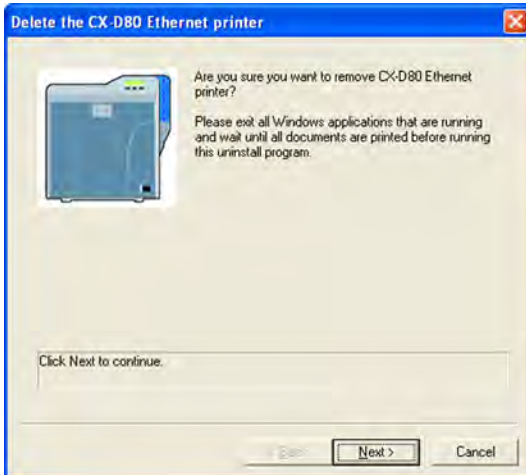 Delete the CX-D80 Ethernet printer
Are you sure you want to remove CX-D80 Ethernet
printer?
Please exit all Windows applications that are running
and wait until all documents are printed before running
this uninstall program.
Click Next to continue.
Next >
Cancel